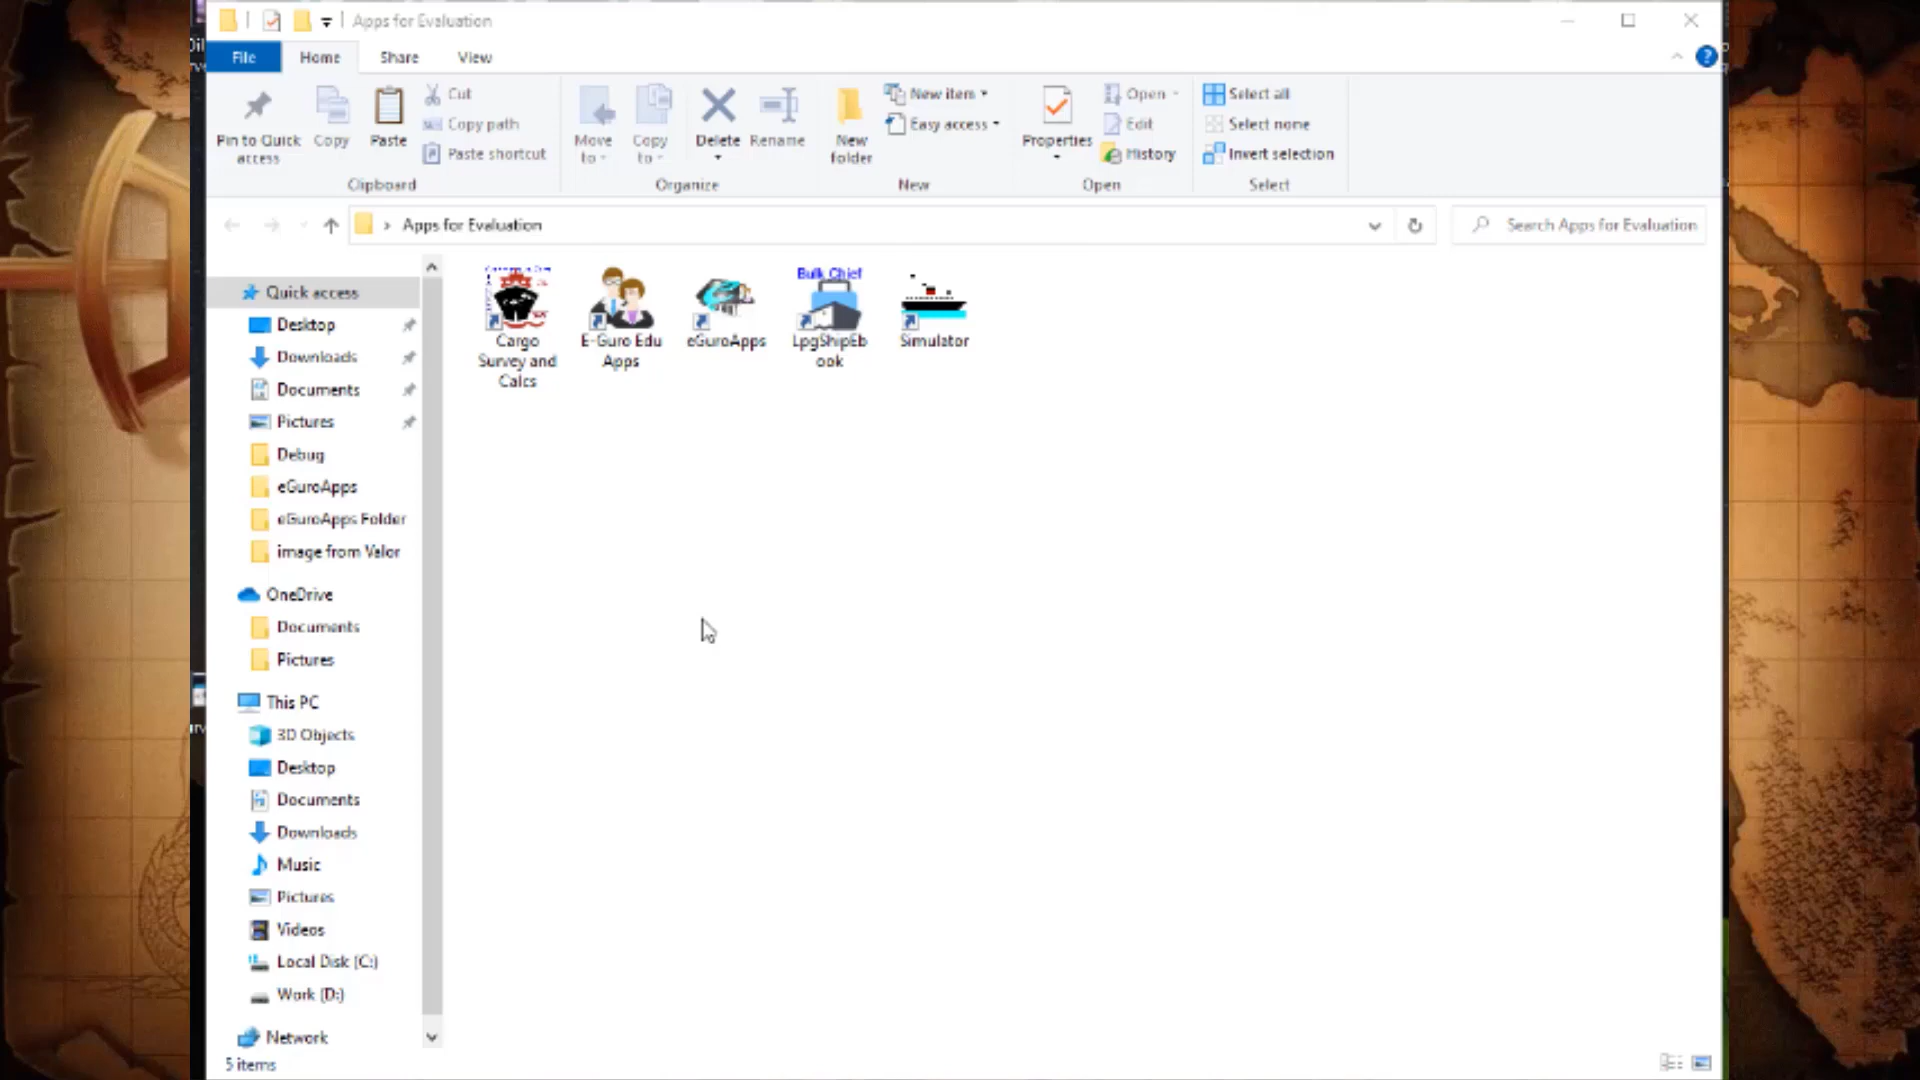 Apps for Evaluation
File
Home
Share
View
Pin to Quick
access
Copy
Paste
Cut
Copy path
Paste shortcut
Clipboard
Move
to
Copy
to
Delete
Rename
Organize
New
folder
New item
Easy access
New
Properties
Open
Edit
History
Open
Select all
Select none
Invert selection
Select
Apps for Evaluation
Search Apps for Evaluation
Quick access
Desktop
Downloads
Documents
Pictures
Debug
eGuroApps
eGuroApps Folder
image from Valor
OneDrive
Documents
Pictures
This PC
3D Objects
Desktop
Documents
Downloads
Music
Pictures
Videos
Local Disk (C:)
Work (D:)
Network
Cargo
Survey and
Calcs
E-Guro Edu
Apps
eGuroApps
Bulk Chief
LpgShipEb
ook
Simulator
5 items